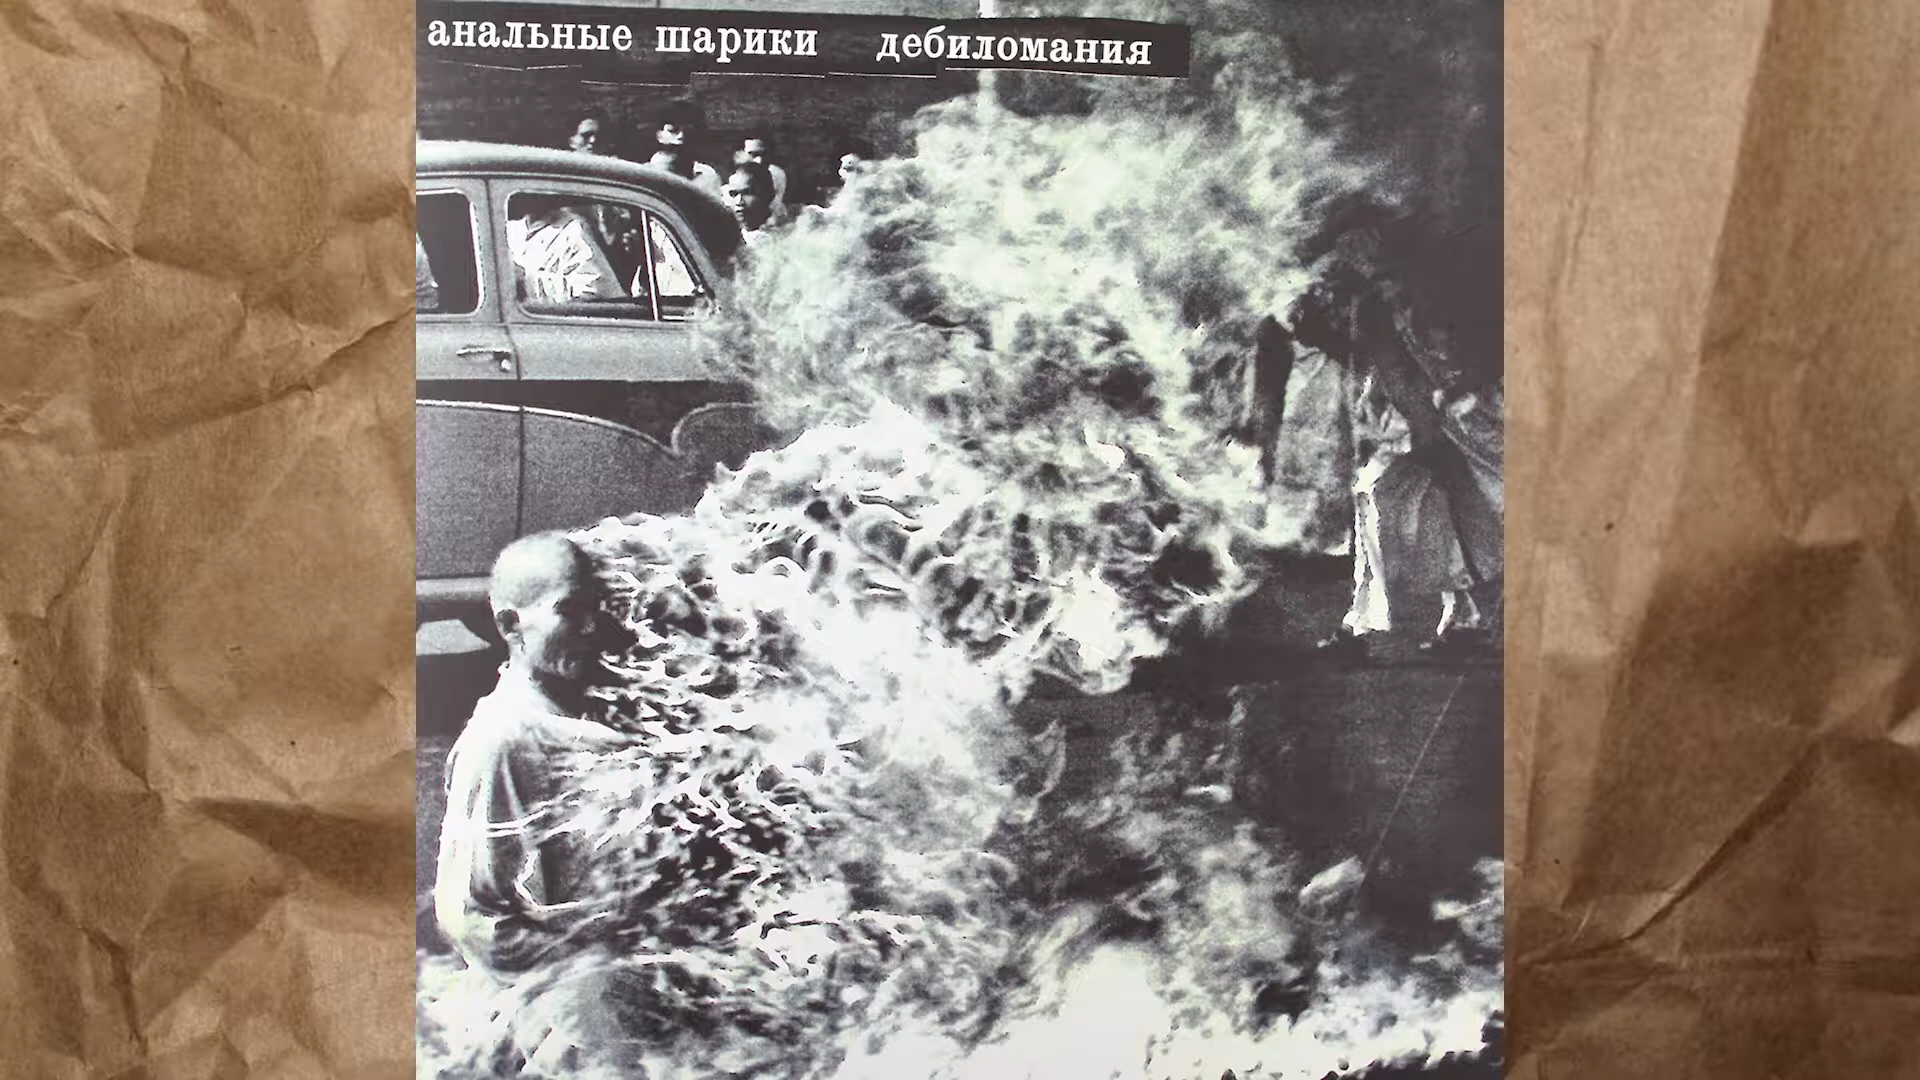 анальные шарики дебиломания